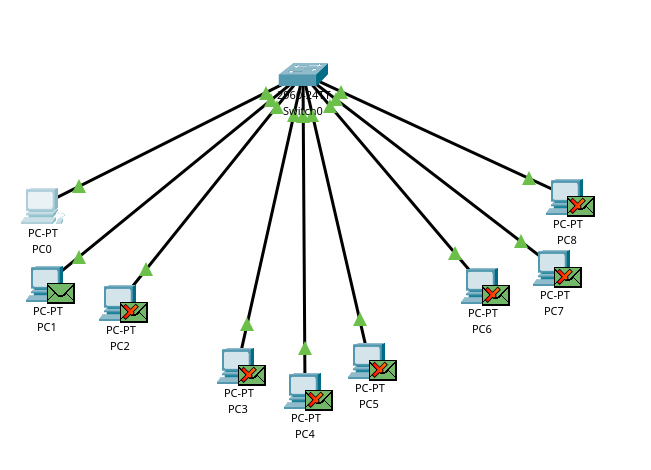 2960-24TT
Switch0
PC-PT
PC0
PC-PT
PC1
PC-PT
PC2
PC-PT
PC3
PC-PT
PC4
PC-PT
PC5
PC-PT
PC6
PC-PT
PC7
PC-PT
PC8